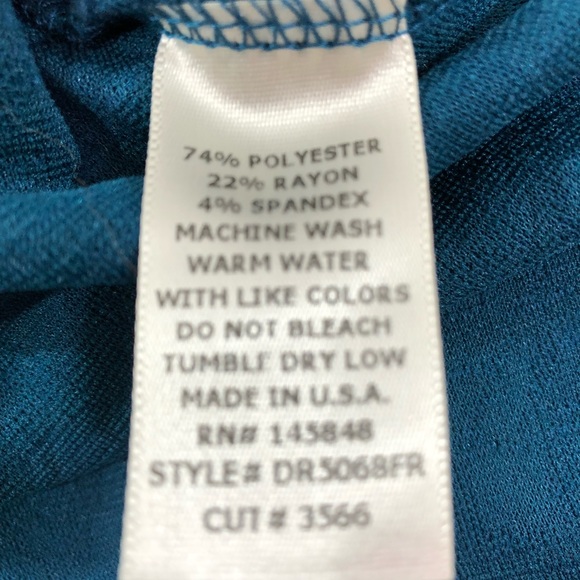 74% POLYESTER
22% RAYON
4% SPANDEX
MACHINE WASH
WARM WATER
WITH LIKE COLORS
DO NOT BLEACH
TUMBLE DRY LOW
MADE IN U.S.A.
RN# 145848
STYLE# DR5068FR
CUT # 3566